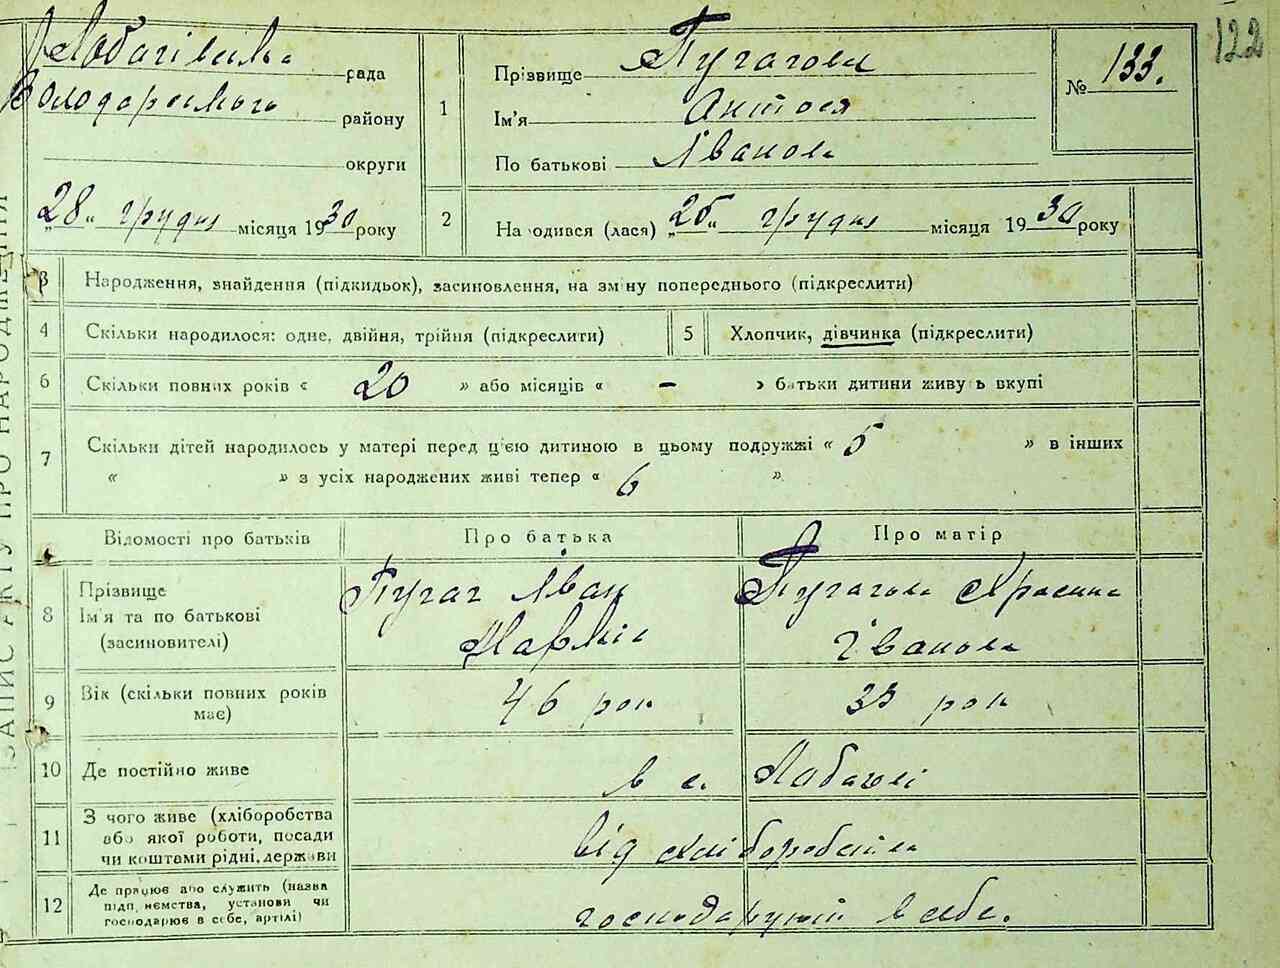 122
Лобачівська рада
Володарського району
округи
„28“ грудня місяця 1930 року
1
Прізвище Пугачова
Ім'я Антося
По батькові Іванова
№ 133.
2
Народився (лася) „26“ грудня місяця 1930 року
ЗАПИС АКТУ ПРО НАРОДЖЕННЯ
3 Народження, знайдення (підкидьок), засиновлення, на зміну попереднього (підкреслити)
4 Скільки народилося: одне, двійня, трійня (підкреслити)
5 Хлопчик, дівчинка (підкреслити)
6 Скільки повних років « 20 » або місяців « – » батьки дитини живуть вкупі
7 Скільки дітей народилось у матері перед цією дитиною в цьому подружжі « 5 » в інших
« » з усіх народжених живі тепер « 6 »
Відомості про батьків
Про батька
Про матір
8 Прізвище
Ім'я та по батькові
(засиновителі)
Пугач Іван
Пугачова
Іванова
9 Вік (скільки повних років
має)
46 рок
33 рок
10 Де постійно живе
в с. Лобачеві
11 З чого живе (хліборобства
або якої роботи, посади
чи коштами рідні, держави
від хліборобства
12 Де працює або служить (назва
підприємства, установи чи
господарює в себе, артілі)
господарують в себе.